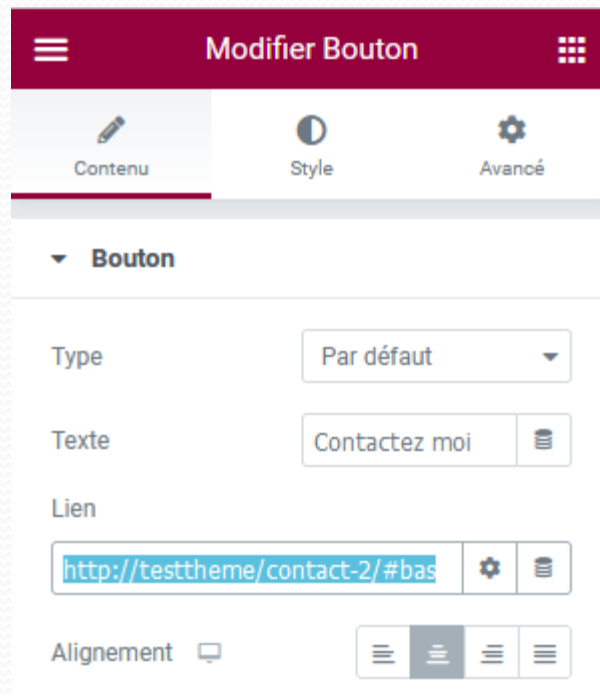 Modifier Bouton
Contenu Style Avancé
Bouton
Type Par défaut
Texte Contactez moi
Lien
http://testtheme/contact-2/#bas
Alignement